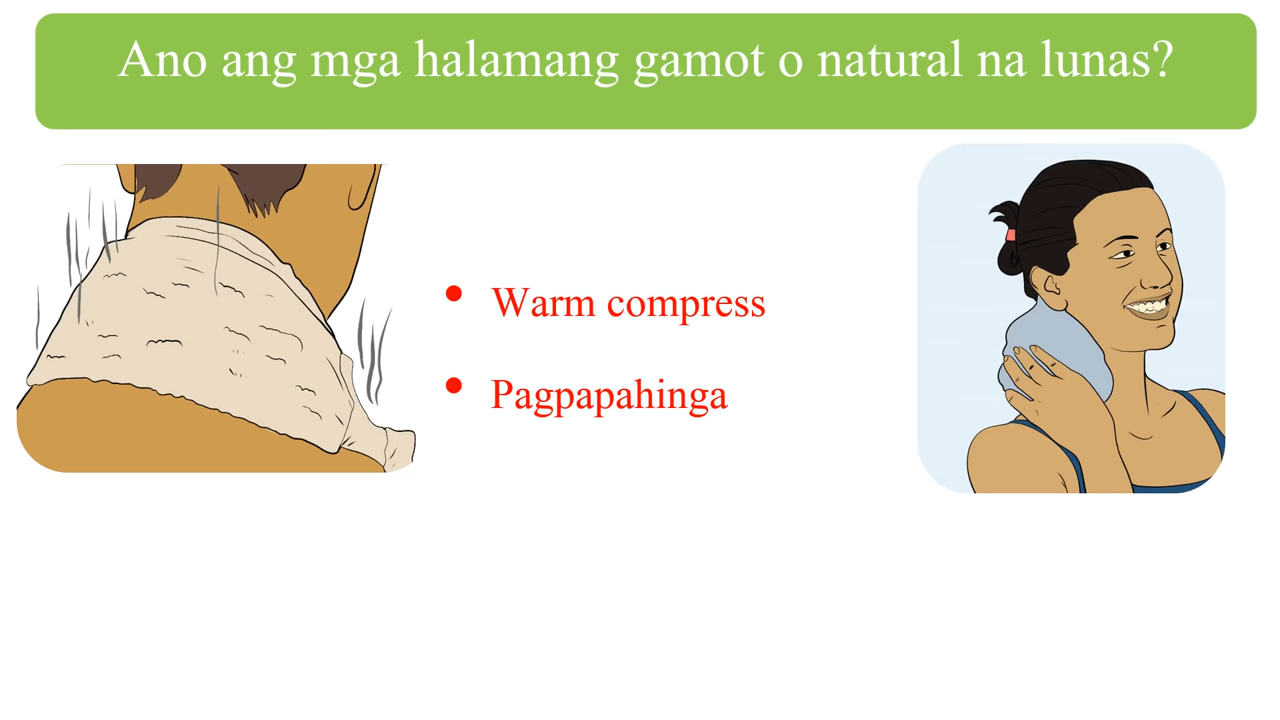 Ano ang mga halamang gamot o natural na lunas?
• Warm compress
• Pagpapahinga